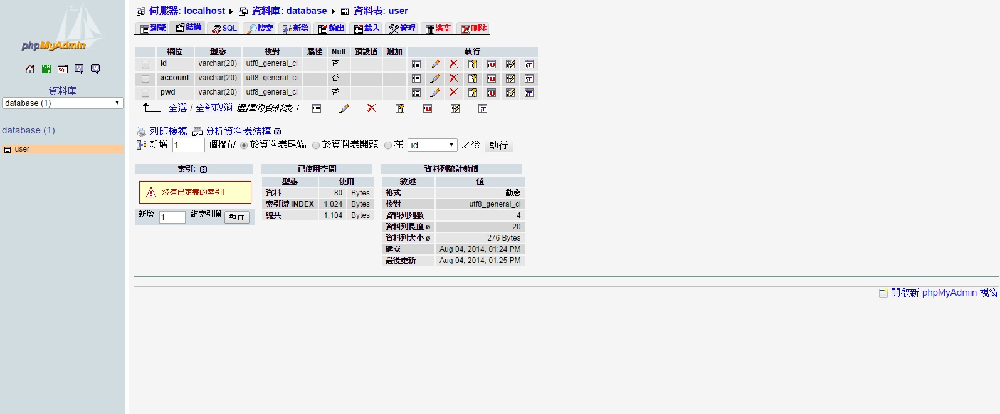 phpMyAdmin
資料庫
database (1)
database (1)
user
伺服器: localhost 資料庫: database 資料表: user
瀏覽 結構 SQL 搜索 新增 輸出 載入 管理 清空 刪除
欄位 型態 校對 屬性 Null 預設值 附加 執行
id varchar(20) utf8_general_ci 否
account varchar(20) utf8_general_ci 否
pwd varchar(20) utf8_general_ci 否
全選 / 全部取消 選擇的資料表：
列印檢視 分析資料表結構
新增 1 個欄位 於資料表尾端 於資料表開頭 在 id 之後 執行
索引:
沒有已定義的索引!
新增 1 組索引欄 執行
已使用空間
型態 使用
資料 80 Bytes
索引鍵 INDEX 1,024 Bytes
總共 1,104 Bytes
資料列統計數值
敘述 值
格式 動態
校對 utf8_general_ci
資料列列數 4
資料列長度 ø 20
資料列大小 ø 276 Bytes
建立 Aug 04, 2014, 01:24 PM
最後更新 Aug 04, 2014, 01:25 PM
開啟新 phpMyAdmin 視窗